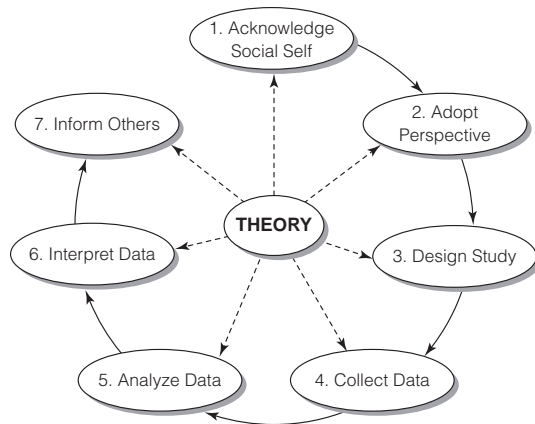 1. Acknowledge
Social Self
2. Adopt
Perspective
3. Design Study
4. Collect Data
5. Analyze Data
6. Interpret Data
7. Inform Others
THEORY